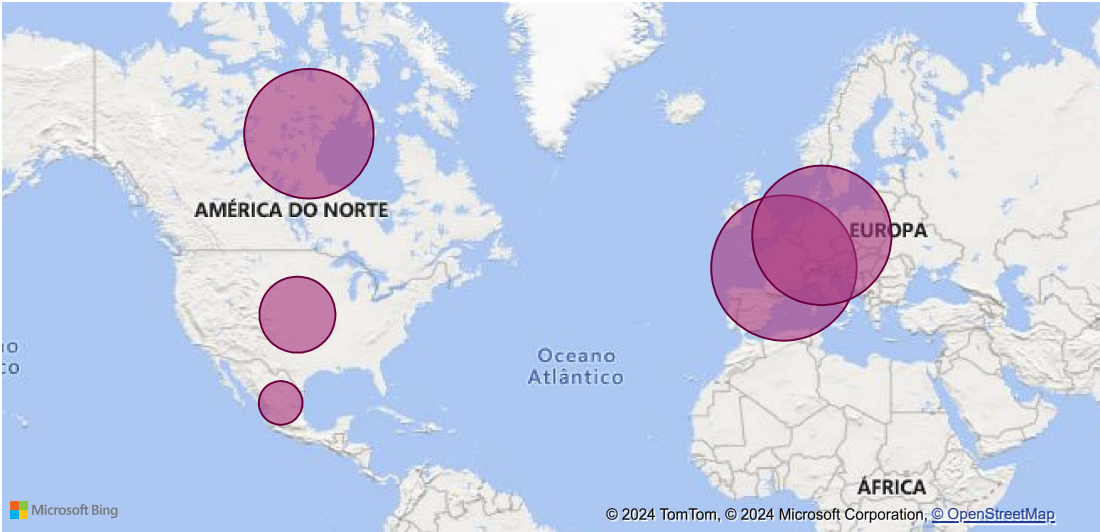 AMÉRICA DO NORTE
EUROPA
Oceano
Atlântico
ÁFRICA
Microsoft Bing
© 2024 TomTom, © 2024 Microsoft Corporation, © OpenStreetMap